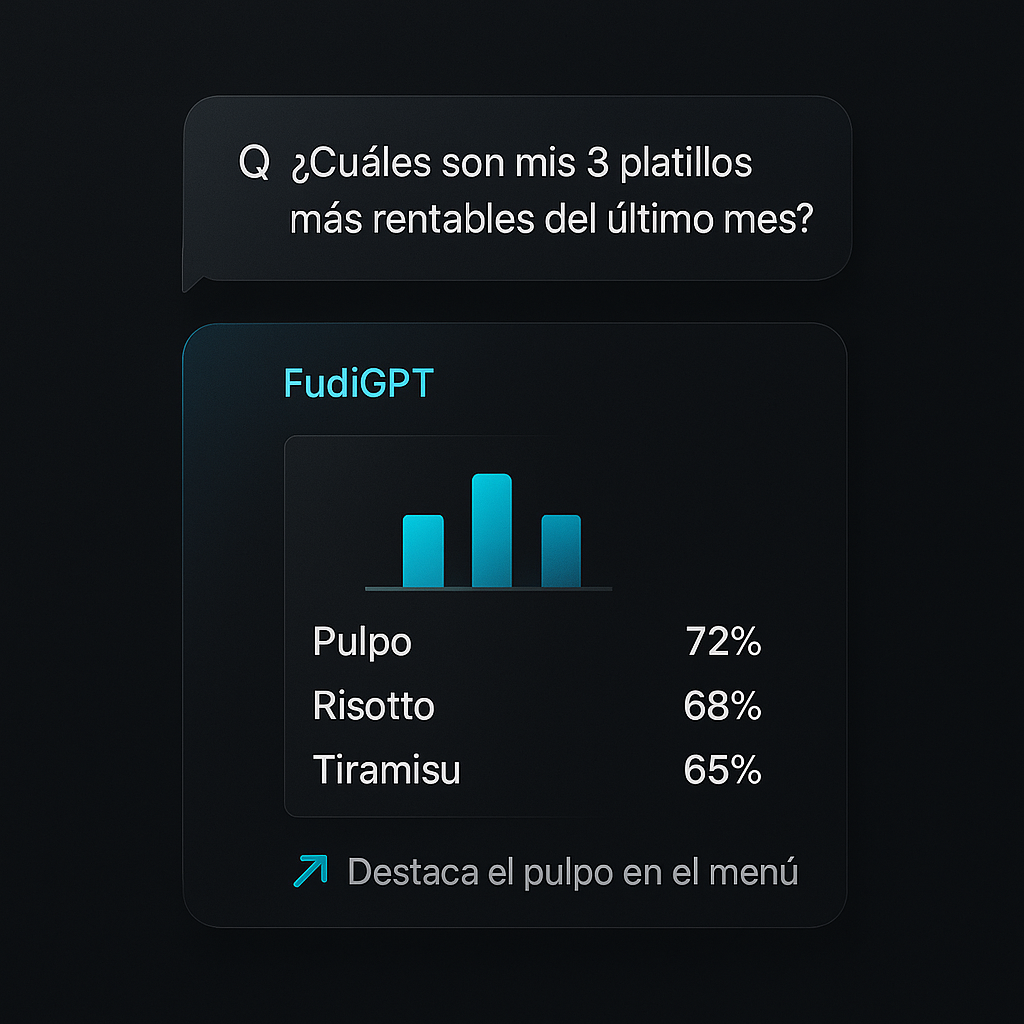 Q ¿Cuáles son mis 3 platillos
más rentables del último mes?
FudiGPT
Pulpo 72%
Risotto 68%
Tiramisu 65%
Destaca el pulpo en el menú